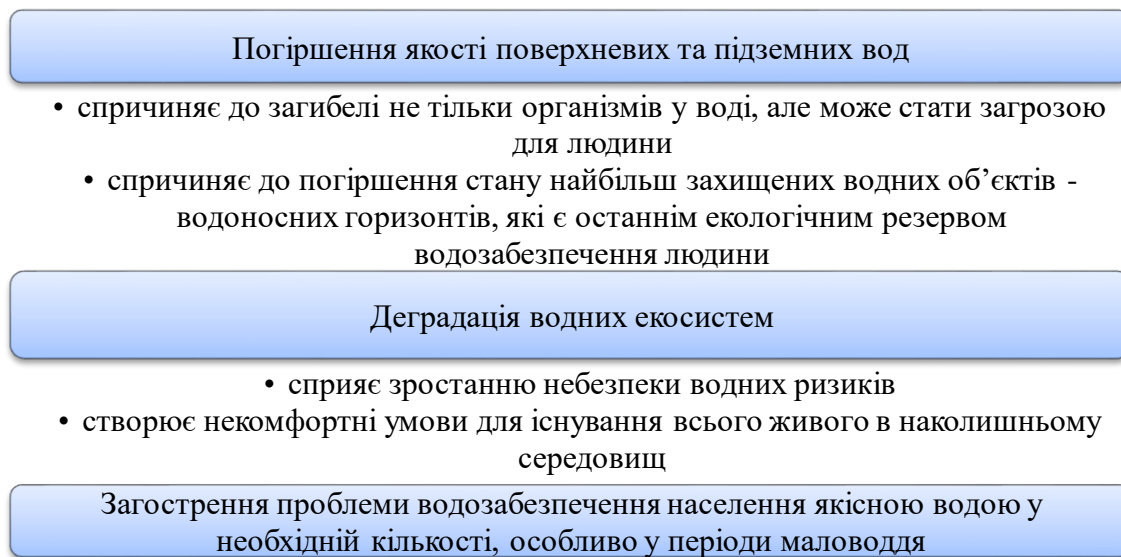 Погіршення якості поверхневих та підземних вод
• спричиняє до загибелі не тільки організмів у воді, але може стати загрозою
для людини
• спричиняє до погіршення стану найбільш захищених водних об’єктів -
водоносних горизонтів, які є останнім екологічним резервом
водозабезпечення людини
Деградація водних екосистем
• сприяє зростанню небезпеки водних ризиків
• створює некомфортні умови для існування всього живого в наколишньому
середовищ
Загострення проблеми водозабезпечення населення якісною водою у
необхідній кількості, особливо у періоди маловоддя